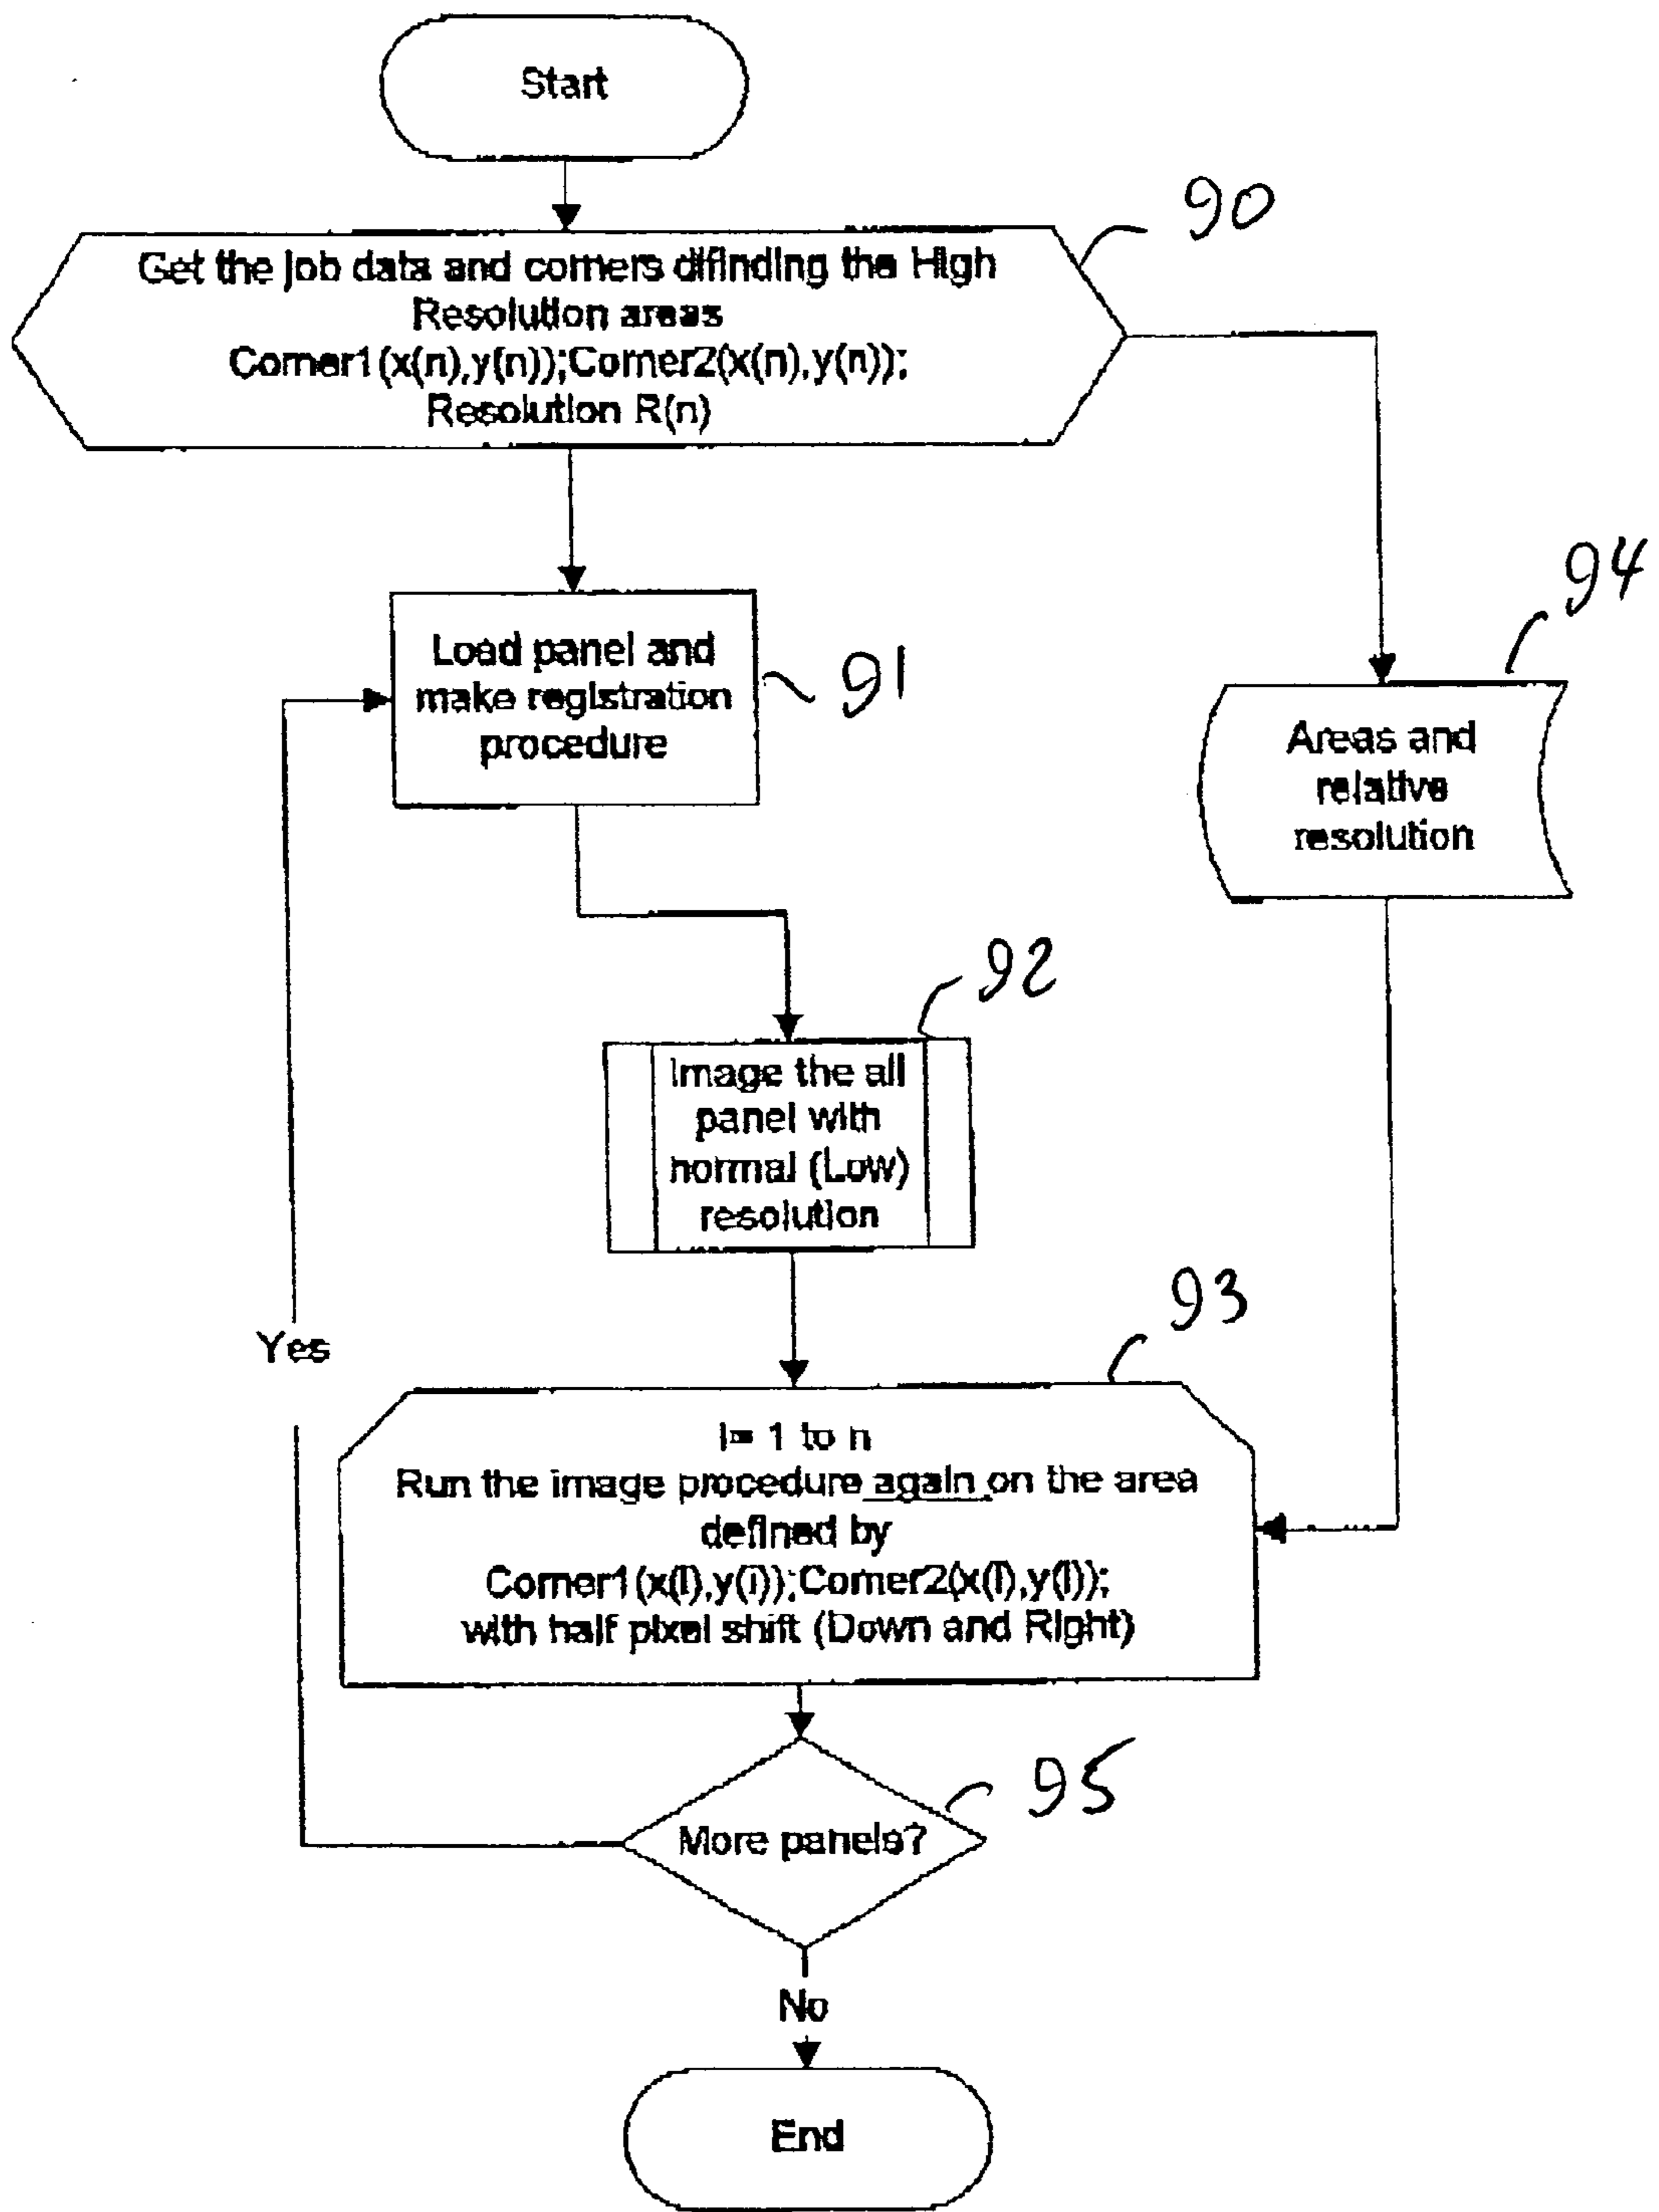 Start
90
Get the job data and corners difinding the High
Resolution areas
Corner1(x(n),y(n));Corner2(x(n),y(n));
Resolution R(n)
Load panel and
make registration
procedure
91
94
Areas and
relative
resolution
92
Image the all
panel with
normal (Low)
resolution
93
Yes
I= 1 to n
Run the image procedure again on the area
defined by
Corner1(x(I),y(i));Corner2(x(I),y(I));
with half pixel shift (Down and Right)
95
More panels?
No
End